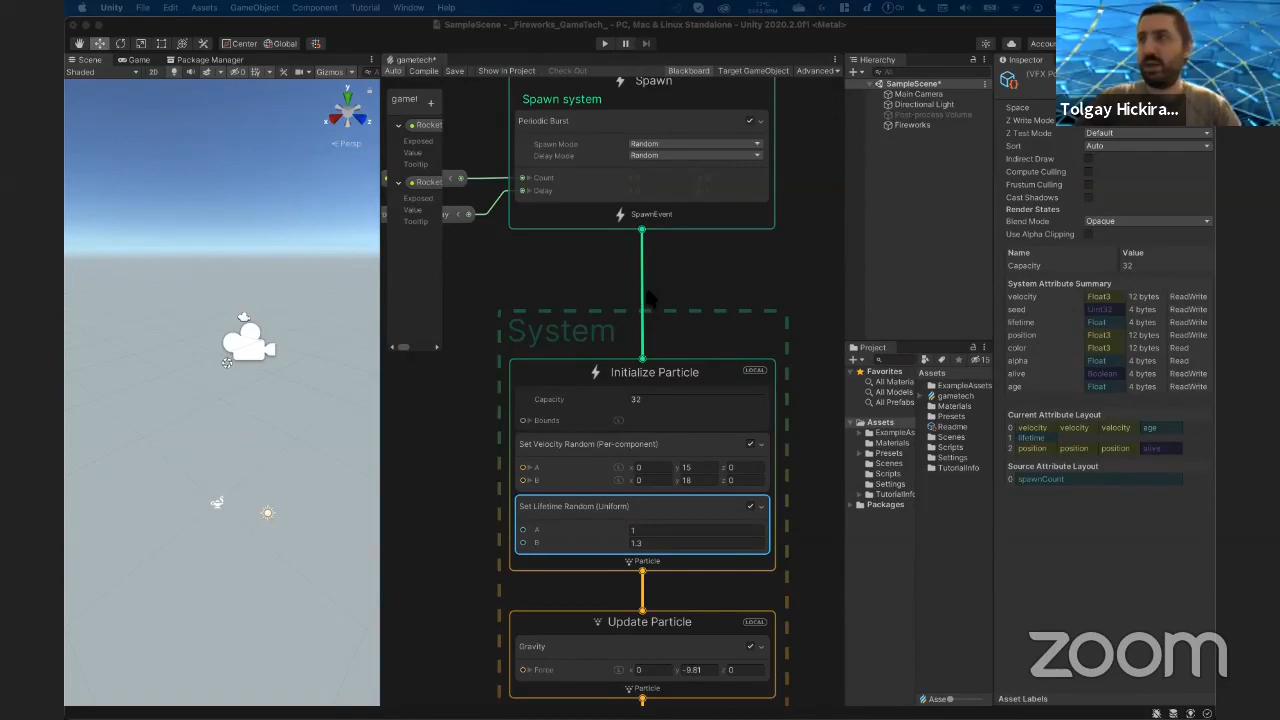 Unity File Edit Assets GameObject Component Tutorial Window Help
SampleScene - _Fireworks_GameTech_ - PC, Mac & Linux Standalone - Unity 2020.2.0f1 <Metal>
Center Global
Accou
Scene Game Package Manager
Shaded 2D Gizmos All
Persp
gametech*
Auto Compile Save Show In Project Check Out Blackboard Target GameObject Advanced
gamet +
Rocket
Exposed
Value
Tooltip
Rocket
Exposed
Value
Tooltip
Spawn
Spawn system
Periodic Burst
Spawn Mode Random
Delay Mode Random
Count
Delay
SpawnEvent
System
Initialize Particle LOCAL
Capacity 32
Bounds L
Set Velocity Random (Per-component)
A L x 0 y 15 z 0
B L x 0 y 18 z 0
Set Lifetime Random (Uniform)
A 1
B 1.3
Particle
Update Particle LOCAL
Gravity
Force L x 0 y -9.81 z 0
Particle
Hierarchy
All
SampleScene*
Main Camera
Directional Light
Post-process Volume
Fireworks
Project
15
Favorites
All Materia
All Models
All Prefabs
Assets
ExampleAs
Materials
Presets
Scenes
Scripts
Settings
TutorialInfo
Packages
Assets
ExampleAssets
gametech
Materials
Presets
Readme
Scenes
Scripts
Settings
TutorialInfo
Asse
Inspector
(VFX P
Tolgay Hickira...
Space
Z Write Mode
Z Test Mode Default
Sort Auto
Indirect Draw
Compute Culling
Frustum Culling
Cast Shadows
Render States
Blend Mode Opaque
Use Alpha Clipping
Name Value
Capacity 32
System Attribute Summary
velocity Float3 12 bytes ReadWrite
seed Uint32 4 bytes ReadWrite
lifetime Float 4 bytes ReadWrite
position Float3 12 bytes ReadWrite
color Float3 12 bytes Read
alpha Float 4 bytes Read
alive Boolean 4 bytes ReadWrite
age Float 4 bytes ReadWrite
Current Attribute Layout
0 velocity velocity velocity age
1 lifetime
2 position position position alive
Source Attribute Layout
0 spawnCount
Asset Labels
zoom